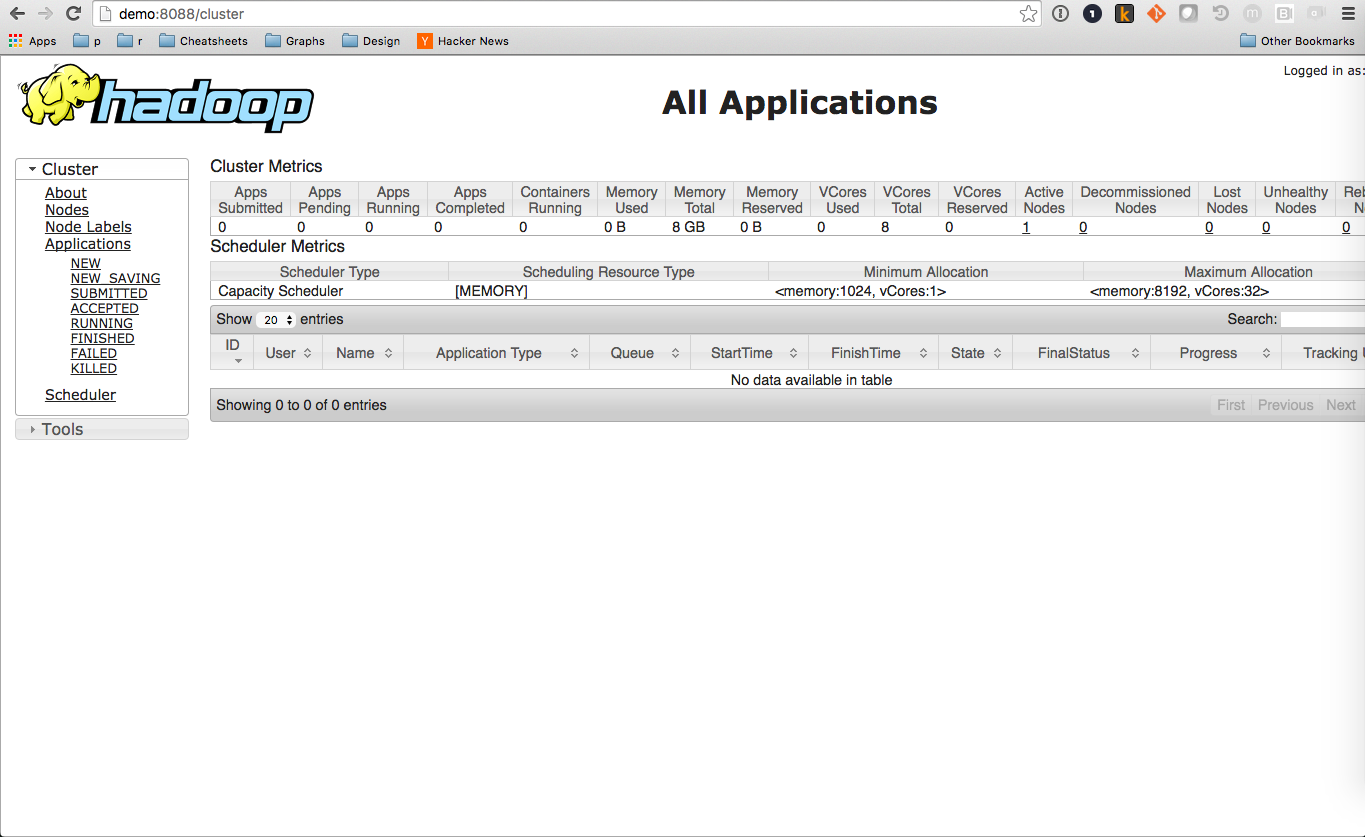 demo:8088/cluster
Apps p r Cheatsheets Graphs Design Y Hacker News Other Bookmarks
Logged in as:
hadoop
All Applications
Cluster
About
Nodes
Node Labels
Applications
NEW
NEW_SAVING
SUBMITTED
ACCEPTED
RUNNING
FINISHED
FAILED
KILLED
Scheduler
Tools
Cluster Metrics
Apps Submitted Apps Pending Apps Running Apps Completed Containers Running Memory Used Memory Total Memory Reserved VCores Used VCores Total VCores Reserved Active Nodes Decommissioned Nodes Lost Nodes Unhealthy Nodes
0 0 0 0 0 0 B 8 GB 0 B 0 8 0 1 0 0 0 0
Scheduler Metrics
Scheduler Type Scheduling Resource Type Minimum Allocation Maximum Allocation
Capacity Scheduler [MEMORY] <memory:1024, vCores:1> <memory:8192, vCores:32>
Show 20 entries Search:
ID User Name Application Type Queue StartTime FinishTime State FinalStatus Progress Tracking
No data available in table
Showing 0 to 0 of 0 entries First Previous Next